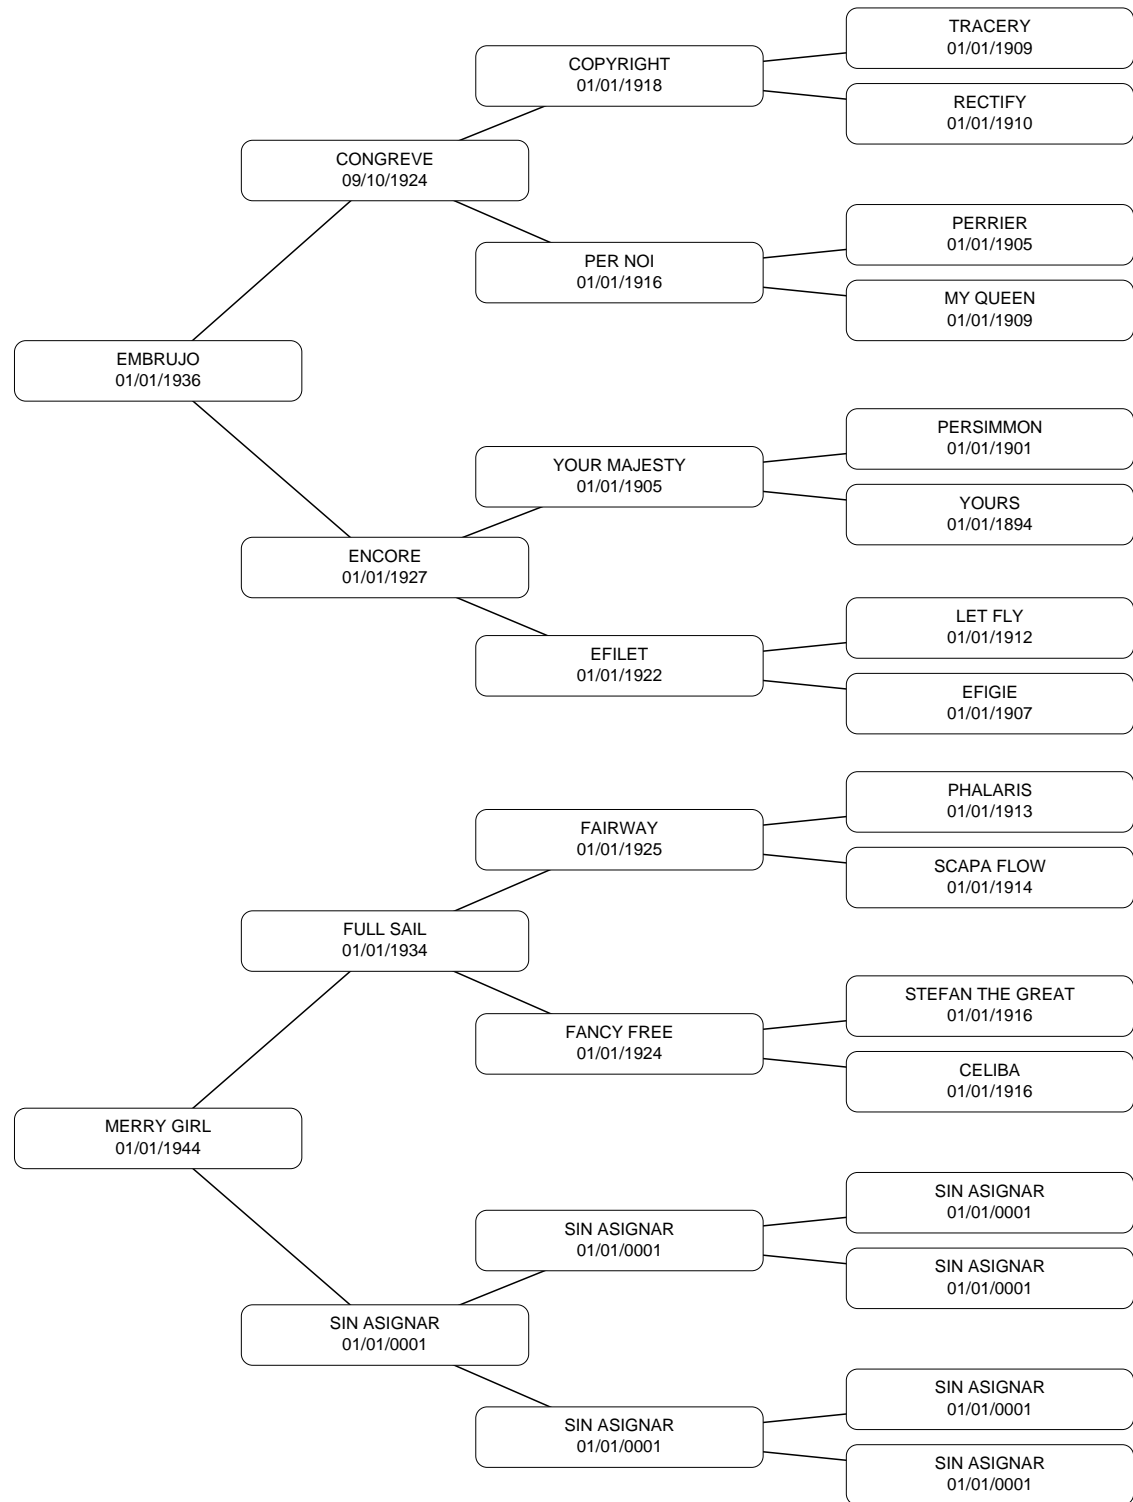 TRACERY
01/01/1909
COPYRIGHT
01/01/1918
RECTIFY
01/01/1910
CONGREVE
09/10/1924
PERRIER
01/01/1905
PER NOI
01/01/1916
MY QUEEN
01/01/1909
EMBRUJO
01/01/1936
PERSIMMON
01/01/1901
YOUR MAJESTY
01/01/1905
YOURS
01/01/1894
ENCORE
01/01/1927
LET FLY
01/01/1912
EFILET
01/01/1922
EFIGIE
01/01/1907
PHALARIS
01/01/1913
FAIRWAY
01/01/1925
SCAPA FLOW
01/01/1914
FULL SAIL
01/01/1934
STEFAN THE GREAT
01/01/1916
FANCY FREE
01/01/1924
CELIBA
01/01/1916
MERRY GIRL
01/01/1944
SIN ASIGNAR
01/01/0001
SIN ASIGNAR
01/01/0001
SIN ASIGNAR
01/01/0001
SIN ASIGNAR
01/01/0001
SIN ASIGNAR
01/01/0001
SIN ASIGNAR
01/01/0001
SIN ASIGNAR
01/01/0001